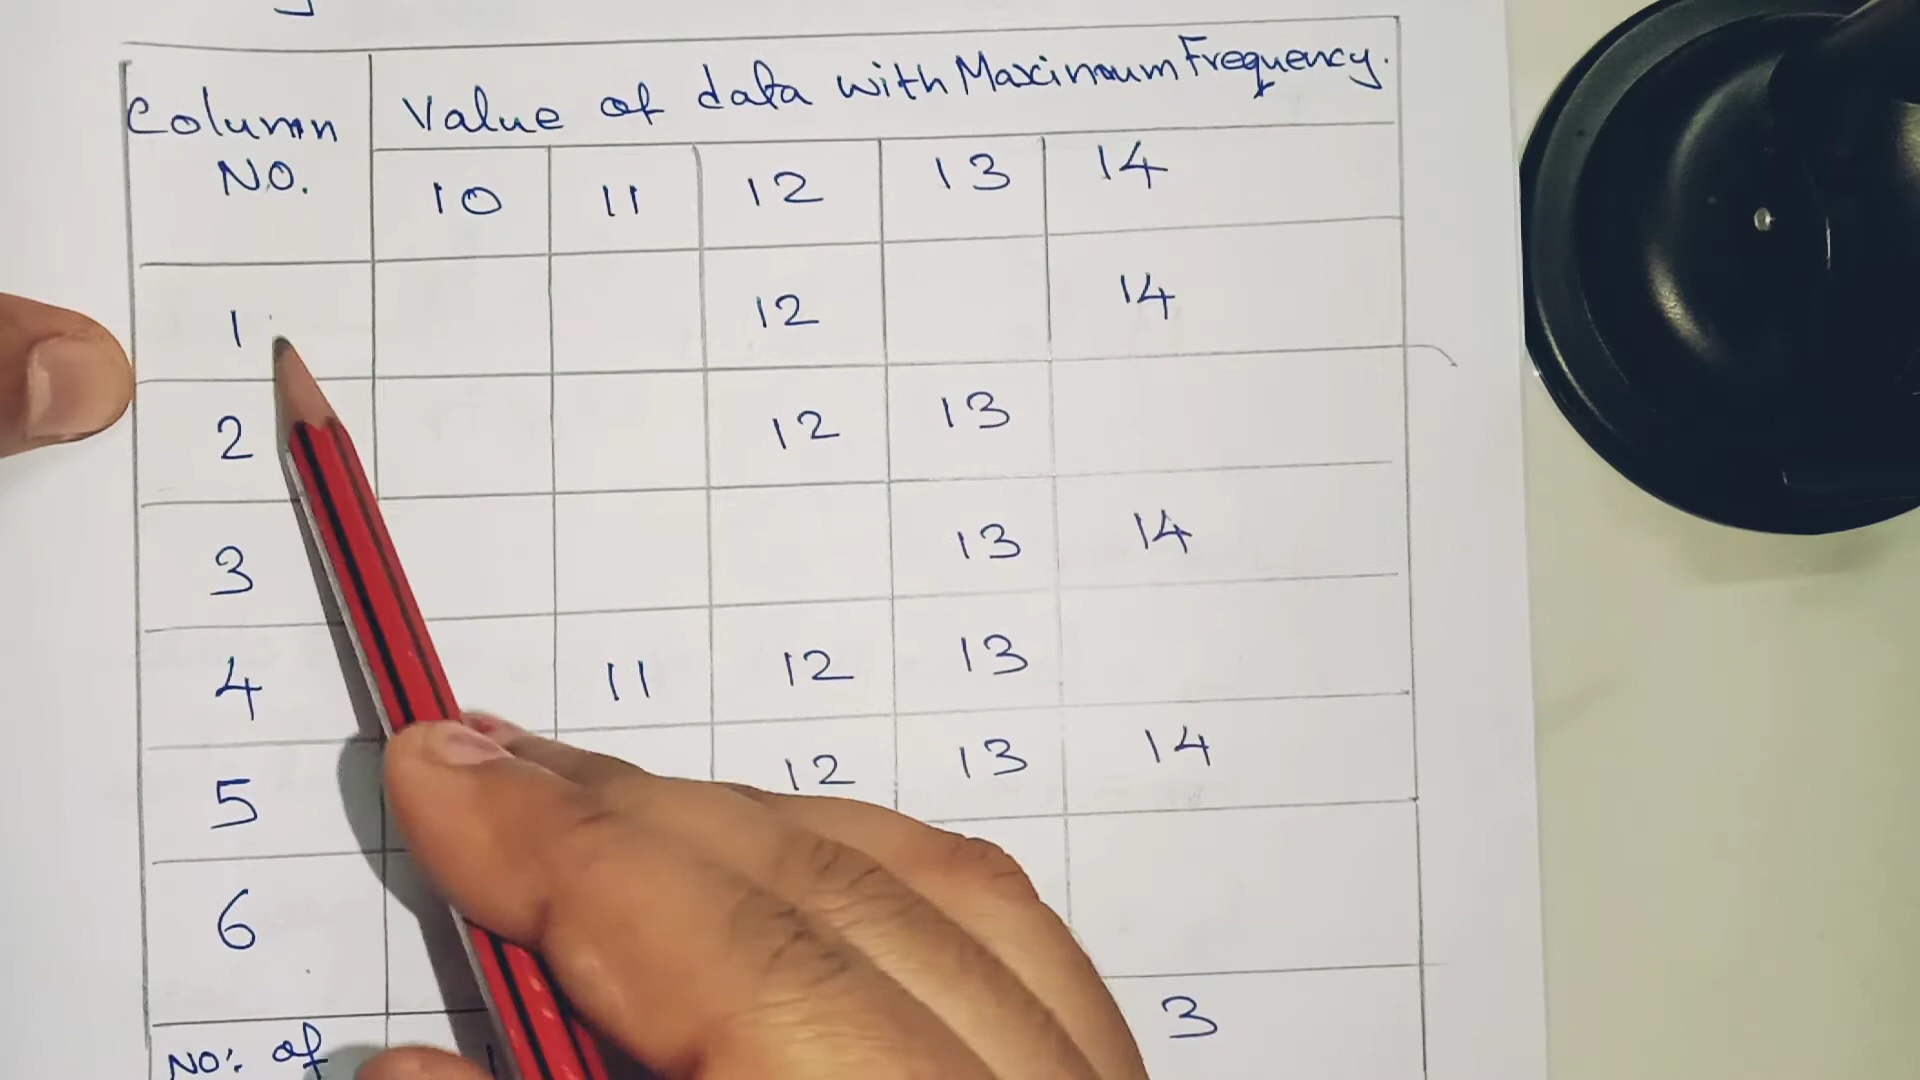 Column NO. Value of data with Maximum Frequency.
10 11 12 13 14
1 12 14
2 12 13
3 13 14
4 11 12 13
5 12 13 14
6
NO: of 3